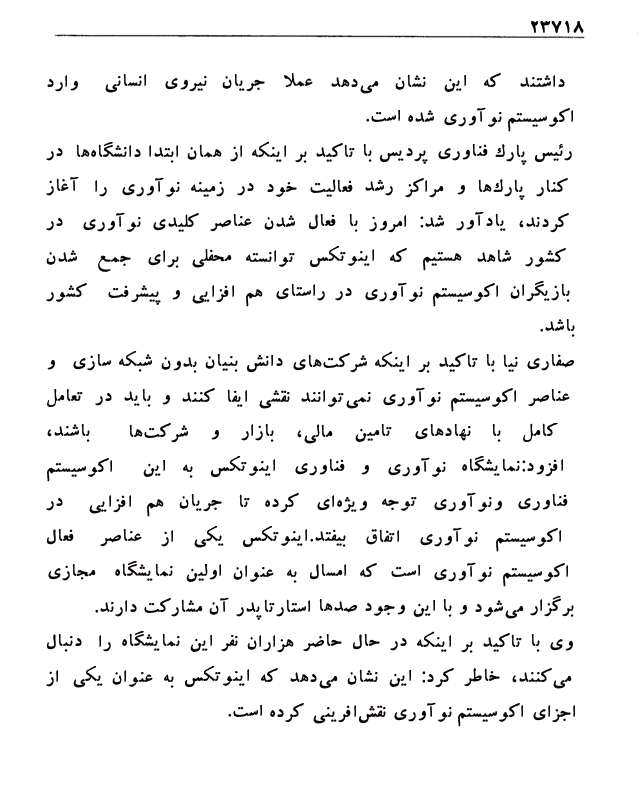 ۲۳۷۱۸
داشتند که این نشان می‌دهد عملا جریان نیروی انسانی وارد
اکوسیستم نوآوری شده است.
رئیس پارك فناوری پردیس با تاکید بر اینکه از همان ابتدا دانشگاه‌ها در
کنار پارك‌ها و مراکز رشد فعالیت خود در زمینه نوآوری را آغاز
کردند، یادآور شد: امروز با فعال شدن عناصر کلیدی نوآوری در
کشور شاهد هستیم که اینوتکس توانسته محفلی برای جمع شدن
بازیگران اکوسیستم نوآوری در راستای هم افزایی و پیشرفت کشور
باشد.
صفاری نیا با تاکید بر اینکه شرکت‌های دانش بنیان بدون شبکه سازی و
عناصر اکوسیستم نوآوری نمی‌توانند نقشی ایفا کنند و باید در تعامل
کامل با نهادهای تامین مالی، بازار و شرکت‌ها باشند،
افزود:نمایشگاه نوآوری و فناوری اینوتکس به این اکوسیستم
فناوری ونوآوری توجه ویژه‌ای کرده تا جریان هم افزایی در
اکوسیستم نوآوری اتفاق بیفتد.اینوتکس یکی از عناصر فعال
اکوسیستم نوآوری است که امسال به عنوان اولین نمایشگاه مجازی
برگزار می‌شود و با این وجود صدها استارتاپدر آن مشارکت دارند.
وی با تاکید بر اینکه در حال حاضر هزاران نفر این نمایشگاه را دنبال
می‌کنند، خاطر کرد: این نشان می‌دهد که اینوتکس به عنوان یکی از
اجزای اکوسیستم نوآوری نقش‌افرینی کرده است.